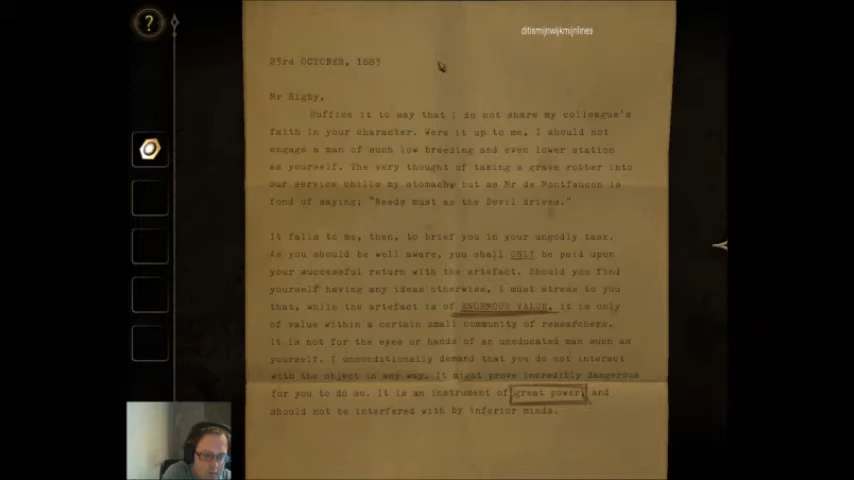 ?
ditismijnwijkmijnlines
23rd OCTOBER, 1883
Mr Rigby,
Suffice it to say that I do not share my colleague's
faith in your character. Were it up to me, I should not
engage a man of such low breeding and even lower station
as yourself. The very thought of taking a grave robber into
our service chills my stomach, but as Mr de Montfaucon is
fond of saying; "Needs must as the Devil drives."
It falls to me, then, to brief you in your ungodly task.
As you should be well aware, you shall ONLY be paid upon
your successful return with the artefact. Should you find
yourself having any ideas otherwise, I must stress to you
that, while the artefact is of ENORMOUS VALUE, it is only
of value within a certain small community of researchers.
It is not for the eyes or hands of an uneducated man such as
yourself. I unconditionally demand that you do not interact
with the object in any way. It might prove incredibly dangerous
for you to do so. It is an instrument of great power, and
should not be interfered with by inferior minds.